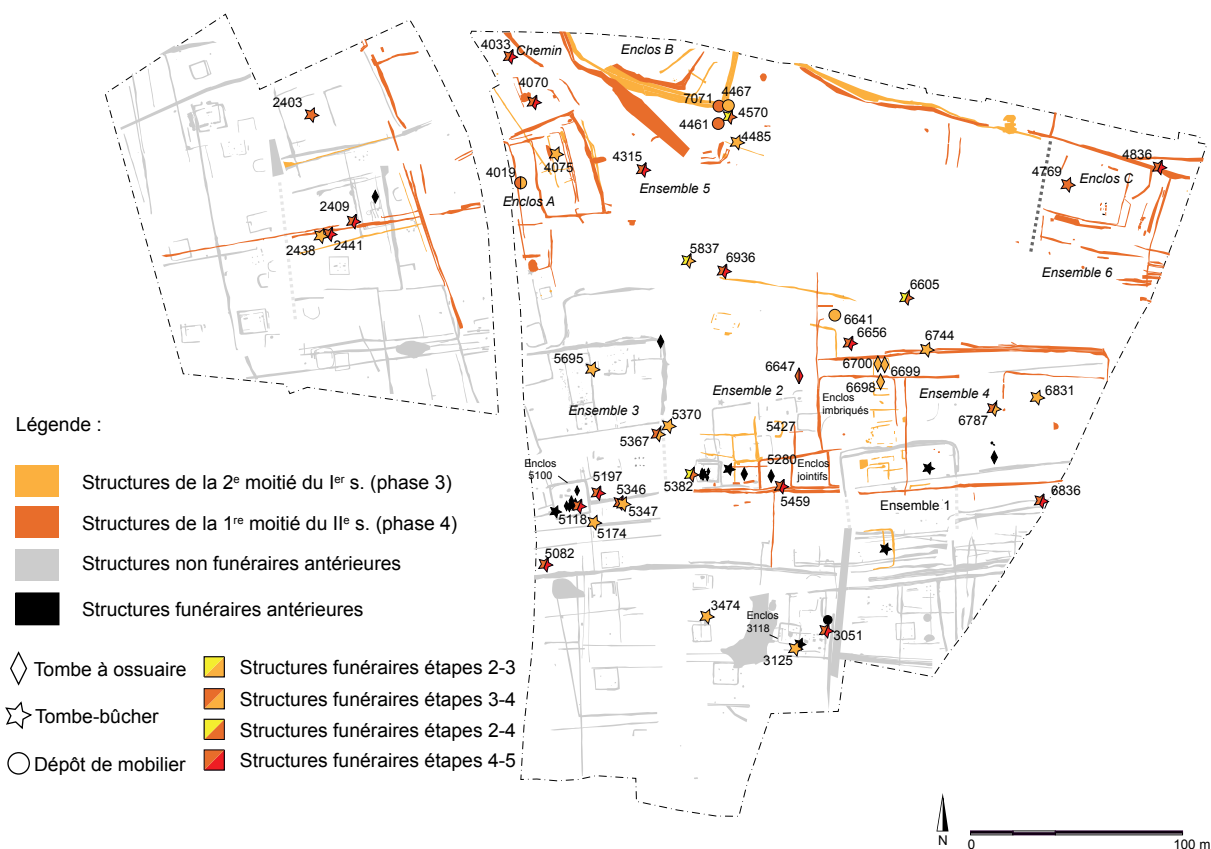 4033
Chemin
Enclos B
4070
7071
4467
2403
4570
4461
4485
4315
4075
4836
4769
Enclos C
4019
Ensemble 5
Enclos A
2409
2438
2441
5837
6936
Ensemble 6
6605
6641
6656
6744
5695
6647
6700
6699
6698
Ensemble 2
Enclos
imbriqués
Ensemble 4
6831
Ensemble 3
5370
6787
Légende :
5367
5427
Enclos
5100
5280
Enclos
jointifs
Structures de la 2e moitié du Ier s. (phase 3)
5197
5382
5346
5459
6836
5347
Ensemble 1
5118
Structures de la 1re moitié du IIe s. (phase 4)
5174
5082
Structures non funéraires antérieures
Structures funéraires antérieures
3474
Enclos
3118
3051
3125
Tombe à ossuaire
Structures funéraires étapes 2-3
Structures funéraires étapes 3-4
Tombe-bûcher
Structures funéraires étapes 2-4
Dépôt de mobilier
Structures funéraires étapes 4-5
N
0
100 m